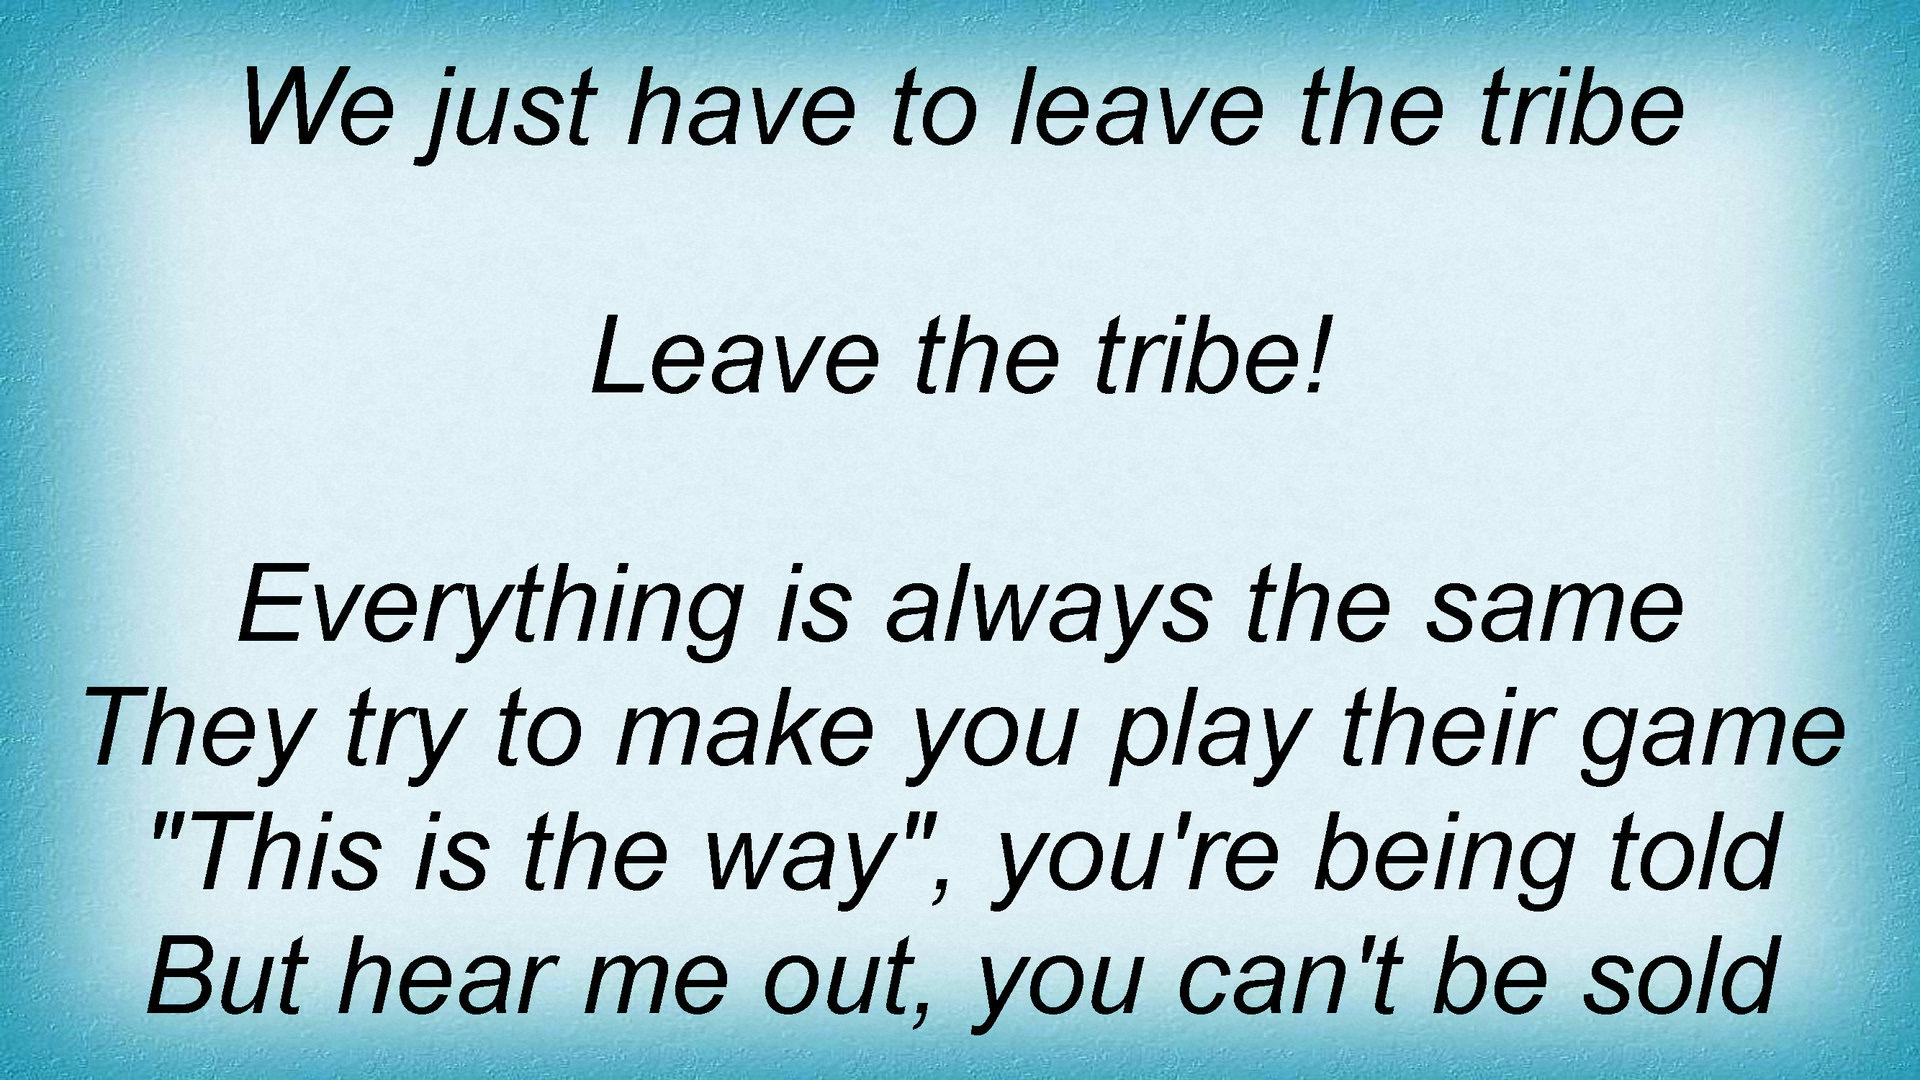 We just have to leave the tribe
Leave the tribe!
Everything is always the same
They try to make you play their game
"This is the way", you're being told
But hear me out, you can't be sold